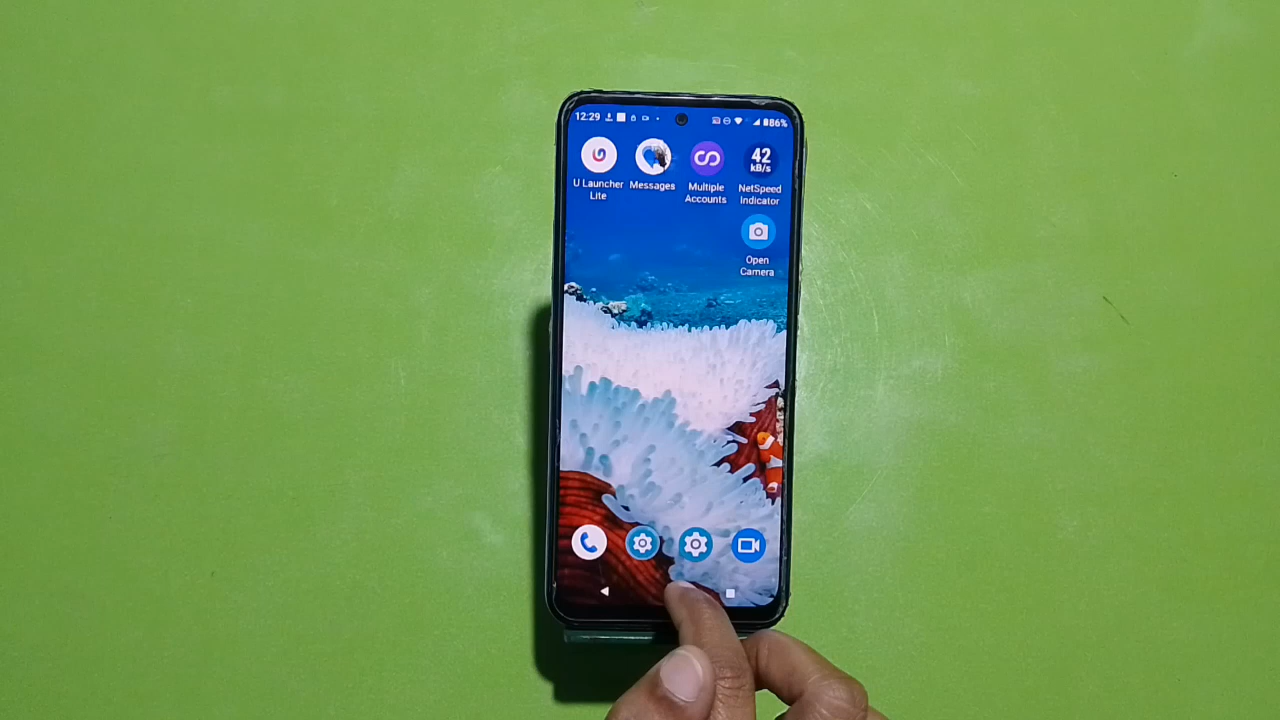 12:29
86%
42
kB/s
U Launcher
Lite
Messages
Multiple
Accounts
NetSpeed
Indicator
Open
Camera